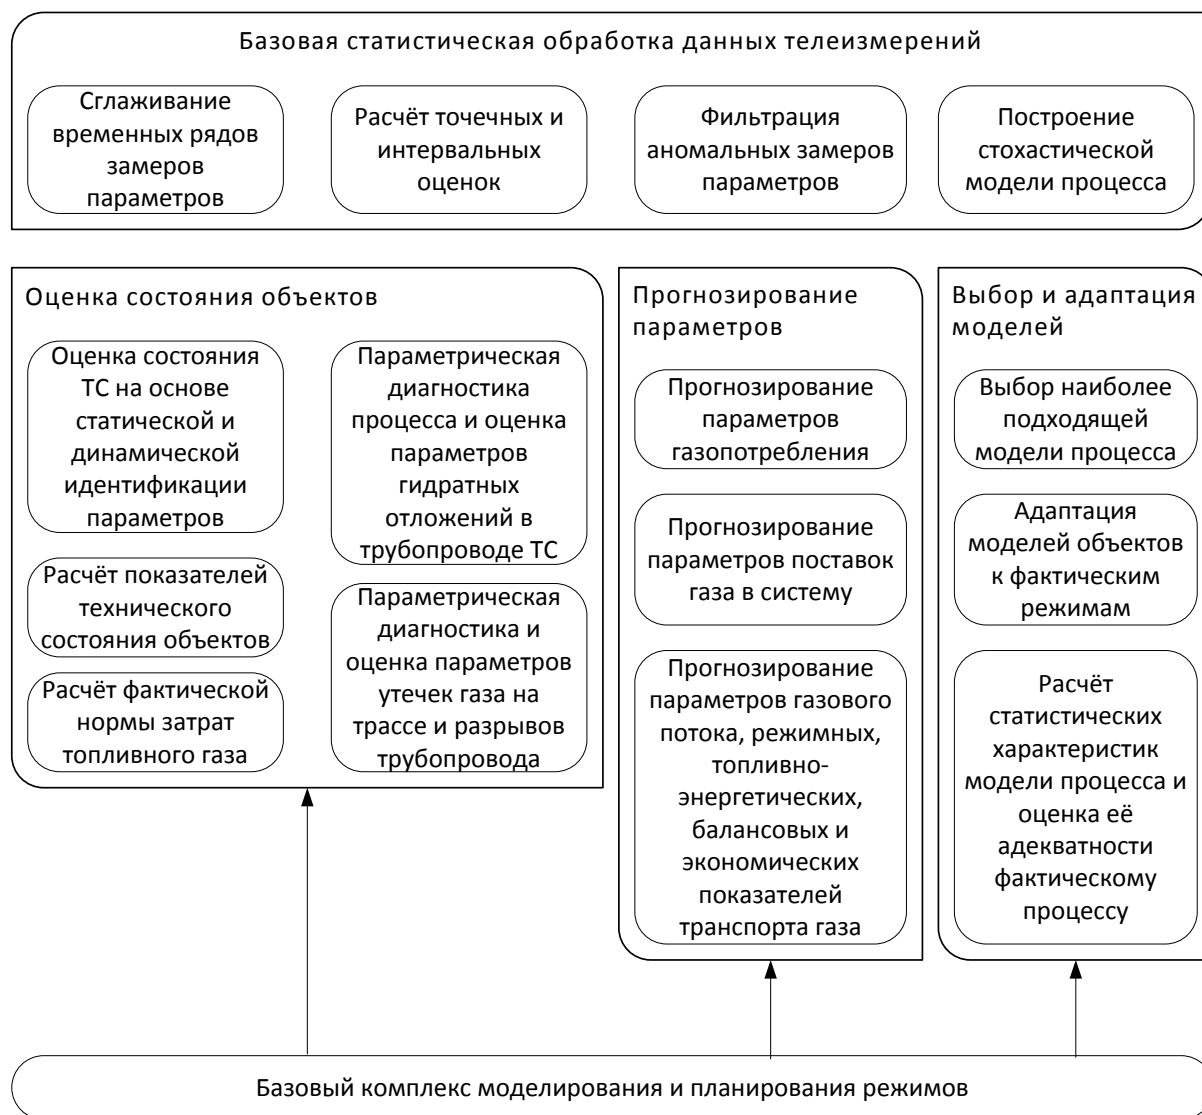 Базовая статистическая обработка данных телеизмерений
Сглаживание
временных рядов
замеров
параметров
Расчёт точечных и
интервальных
оценок
Фильтрация
аномальных замеров
параметров
Построение
стохастической
модели процесса
Оценка состояния объектов
Оценка состояния
ТС на основе
статической и
динамической
идентификации
параметров
Расчёт показателей
технического
состояния объектов
Расчёт фактической
нормы затрат
топливного газа
Параметрическая
диагностика
процесса и оценка
параметров
гидратных
отложений в
трубопроводе ТС
Параметрическая
диагностика и
оценка параметров
утечек газа на
трассе и разрывов
трубопровода
Прогнозирование
параметров
Прогнозирование
параметров
газопотребления
Прогнозирование
параметров поставок
газа в систему
Прогнозирование
параметров газового
потока, режимных,
топливно-
энергетических,
балансовых и
экономических
показателей
транспорта газа
Выбор и адаптация
моделей
Выбор наиболее
подходящей
модели процесса
Адаптация
моделей объектов
к фактическим
режимам
Расчёт
статистических
характеристик
модели процесса и
оценка её
адекватности
фактическому
процессу
Базовый комплекс моделирования и планирования режимов